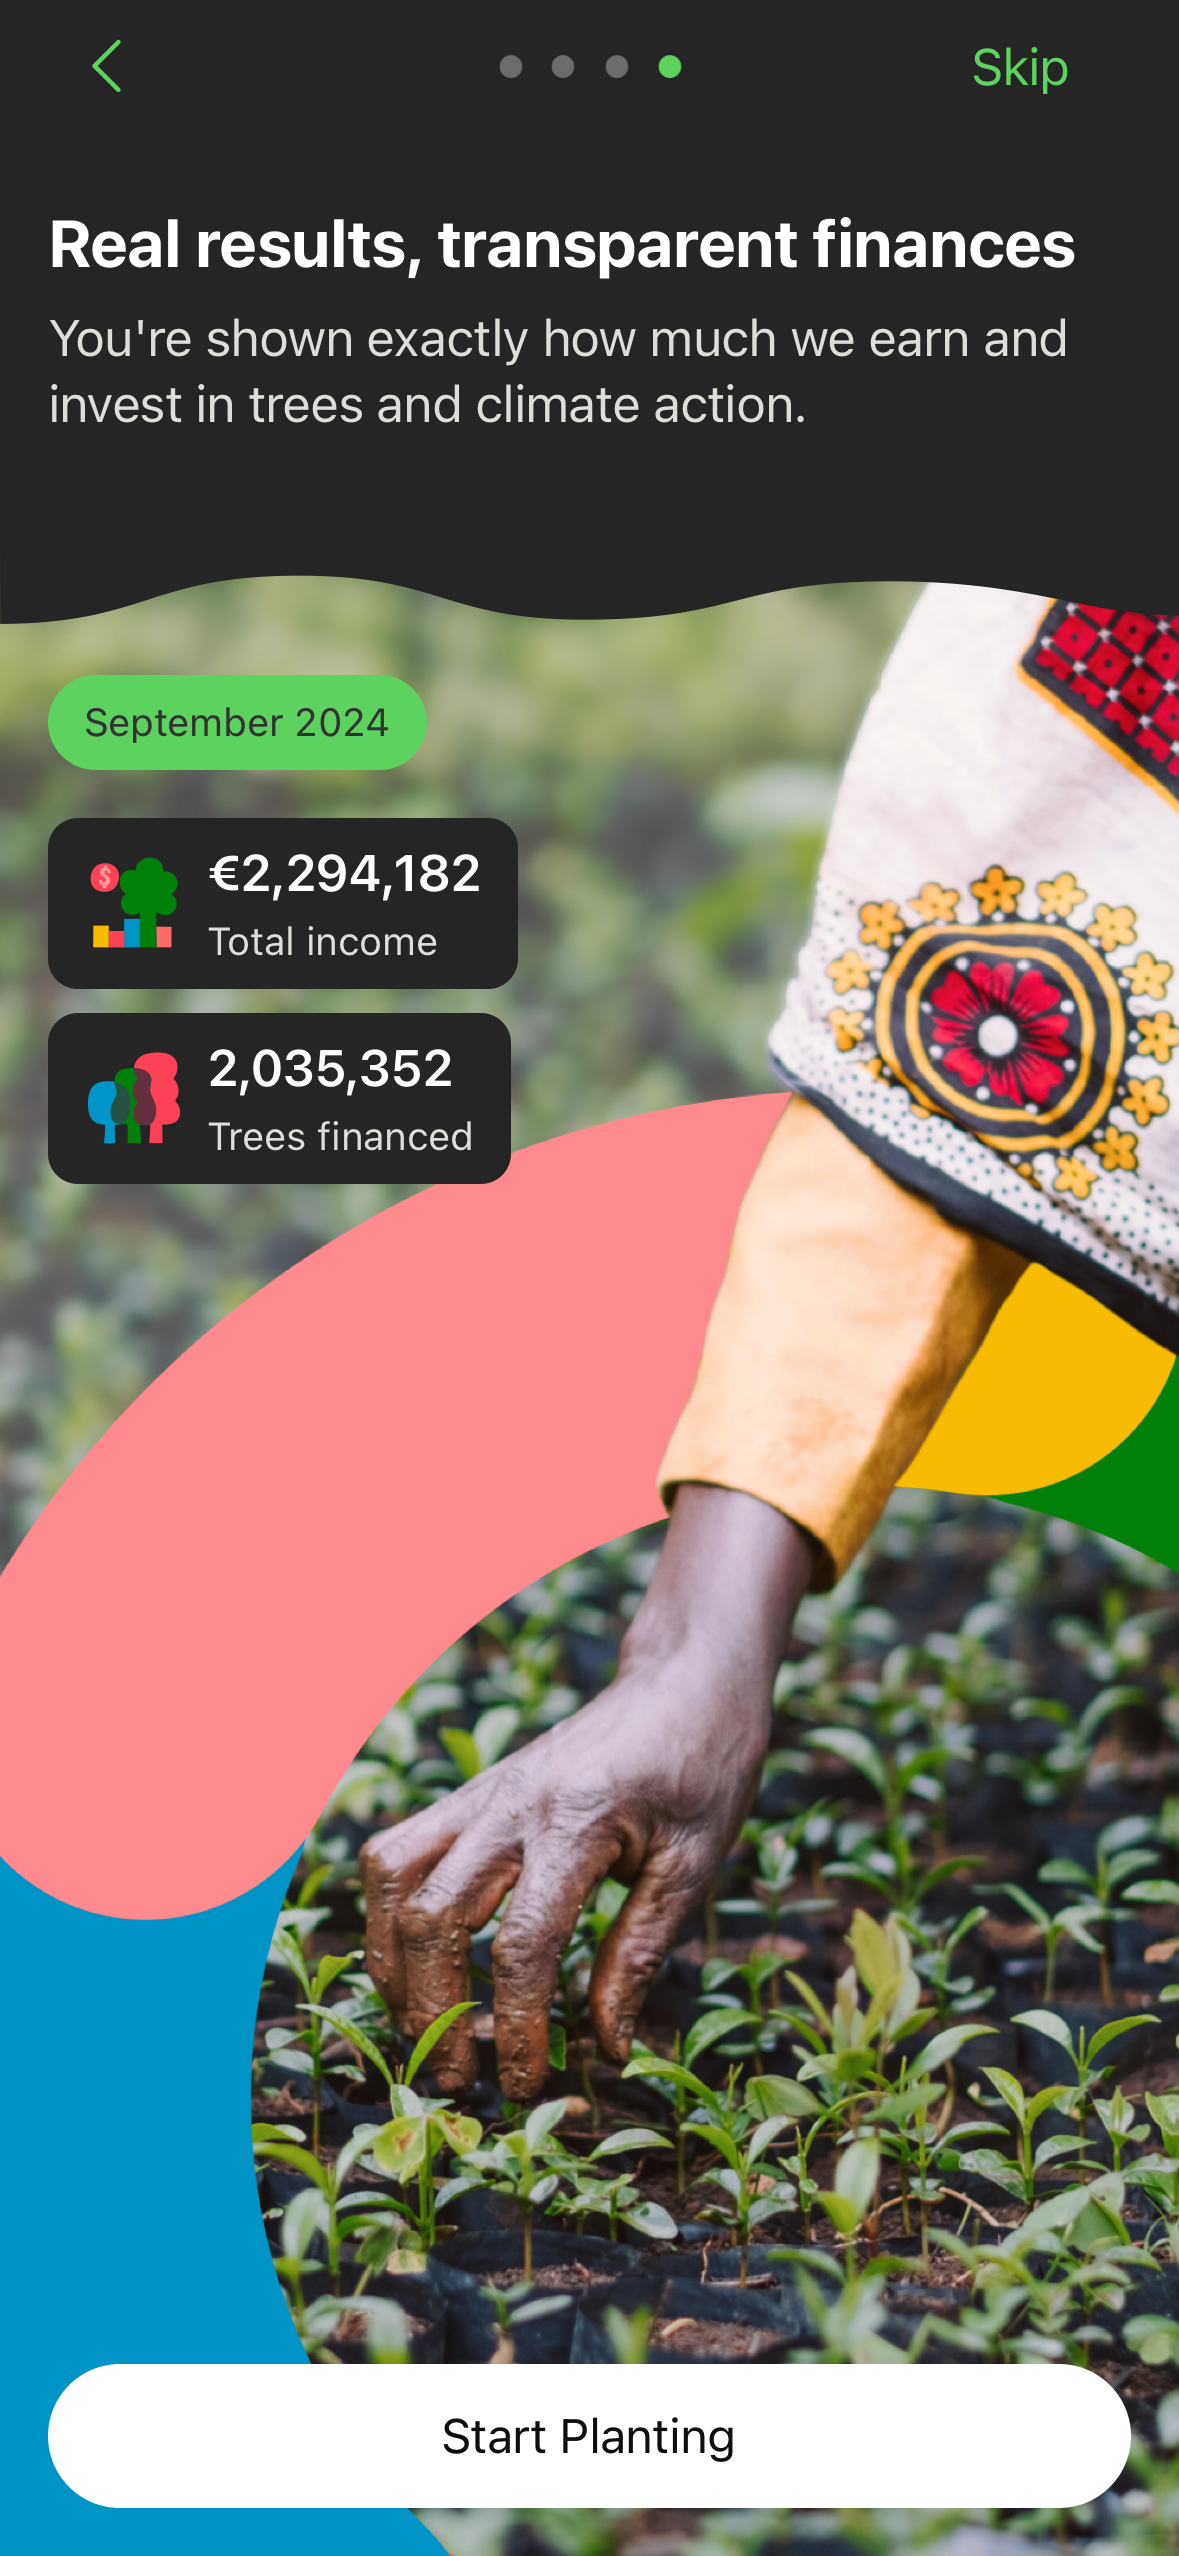 Skip
Real results, transparent finances
You're shown exactly how much we earn and
invest in trees and climate action.
September 2024
€2,294,182
Total income
2,035,352
Trees financed
Start Planting